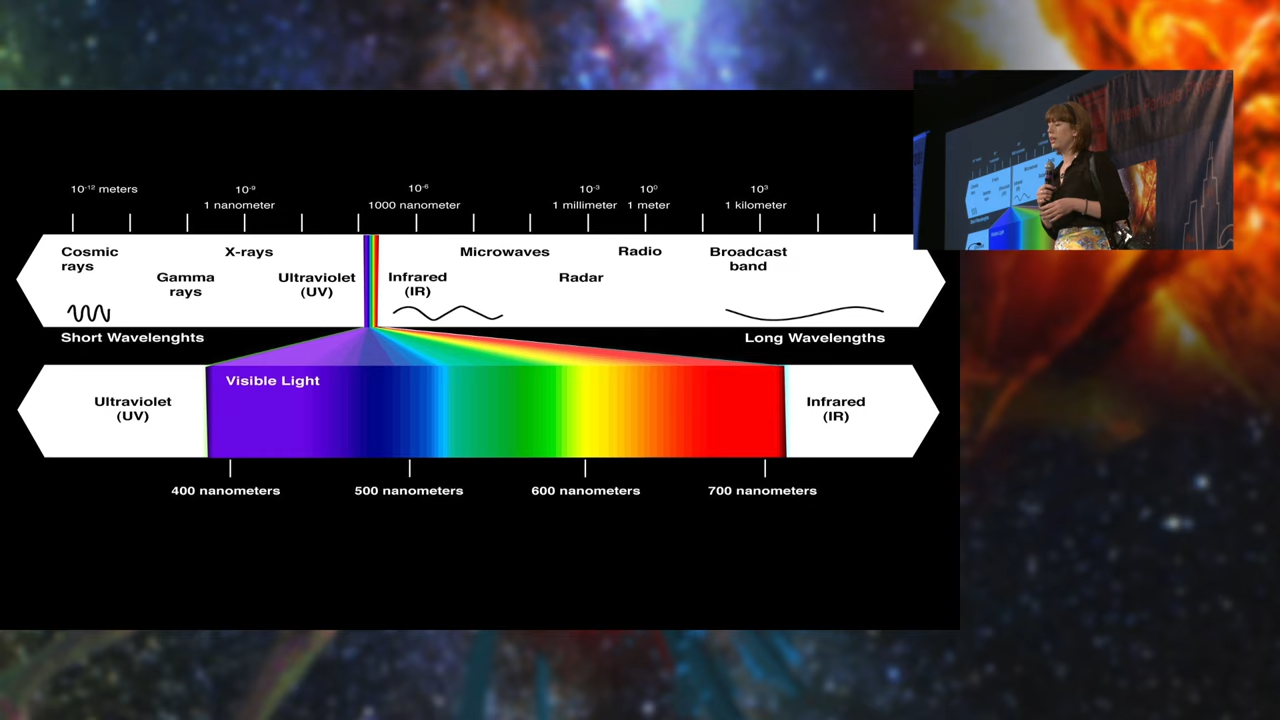 10-12 meters
10-9
1 nanometer
10-6
1000 nanometer
10-3
1 millimeter
100
1 meter
103
1 kilometer
Cosmic
rays
Gamma
rays
X-rays
Ultraviolet
(UV)
Infrared
(IR)
Microwaves
Radar
Radio
Broadcast
band
Short Wavelenghts
Long Wavelengths
Visible Light
Ultraviolet
(UV)
Infrared
(IR)
400 nanometers
500 nanometers
600 nanometers
700 nanometers